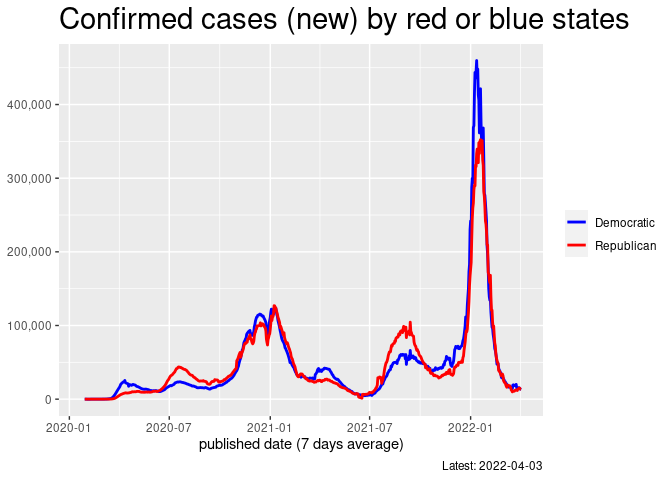 Confirmed cases (new) by red or blue states
400,000
300,000
200,000
100,000
0
2020-01
2020-07
2021-01
2021-07
2022-01
published date (7 days average)
Democratic
Republican
Latest: 2022-04-03